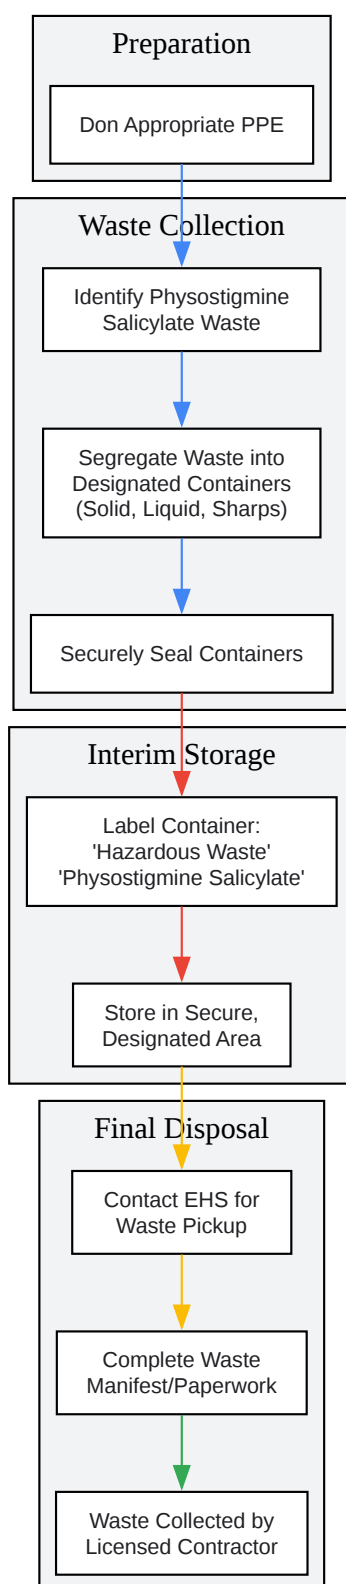 Preparation
Don Appropriate PPE
Waste Collection
Identify Physostigmine
Salicylate Waste
Segregate Waste into
Designated Containers
(Solid, Liquid, Sharps)
Securely Seal Containers
Interim Storage
Label Container:
'Hazardous Waste'
'Physostigmine Salicylate'
Store in Secure,
Designated Area
Final Disposal
Contact EHS for
Waste Pickup
Complete Waste
Manifest/Paperwork
Waste Collected by
Licensed Contractor